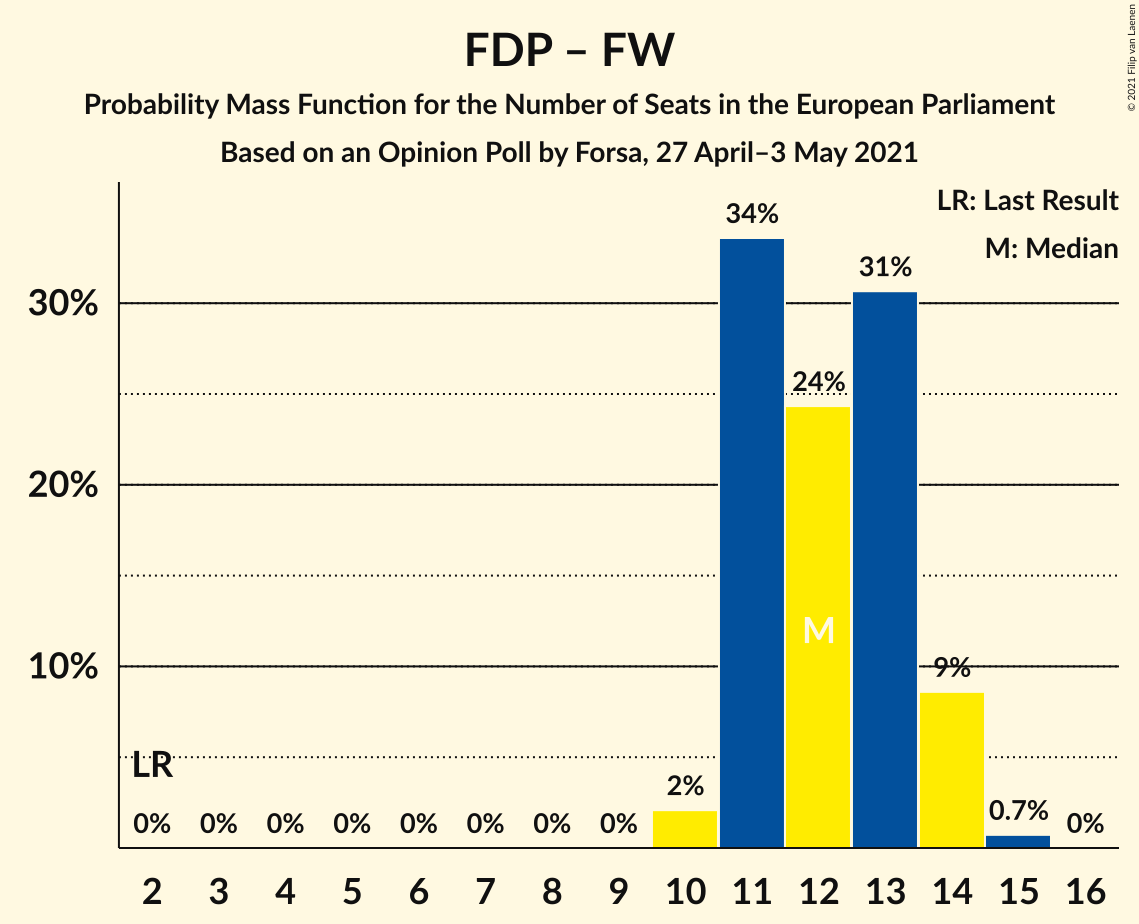 FDP – FW
Probability Mass Function for the Number of Seats in the European Parliament
Based on an Opinion Poll by Forsa, 27 April–3 May 2021
© 2021 Filip van Laenen
LR: Last Result
M: Median
34%
31%
30%
24%
20%
M
10%
9%
LR
2%
0.7%
0% 0% 0% 0% 0% 0% 0% 0% 0%
2 3 4 5 6 7 8 9 10 11 12 13 14 15 16